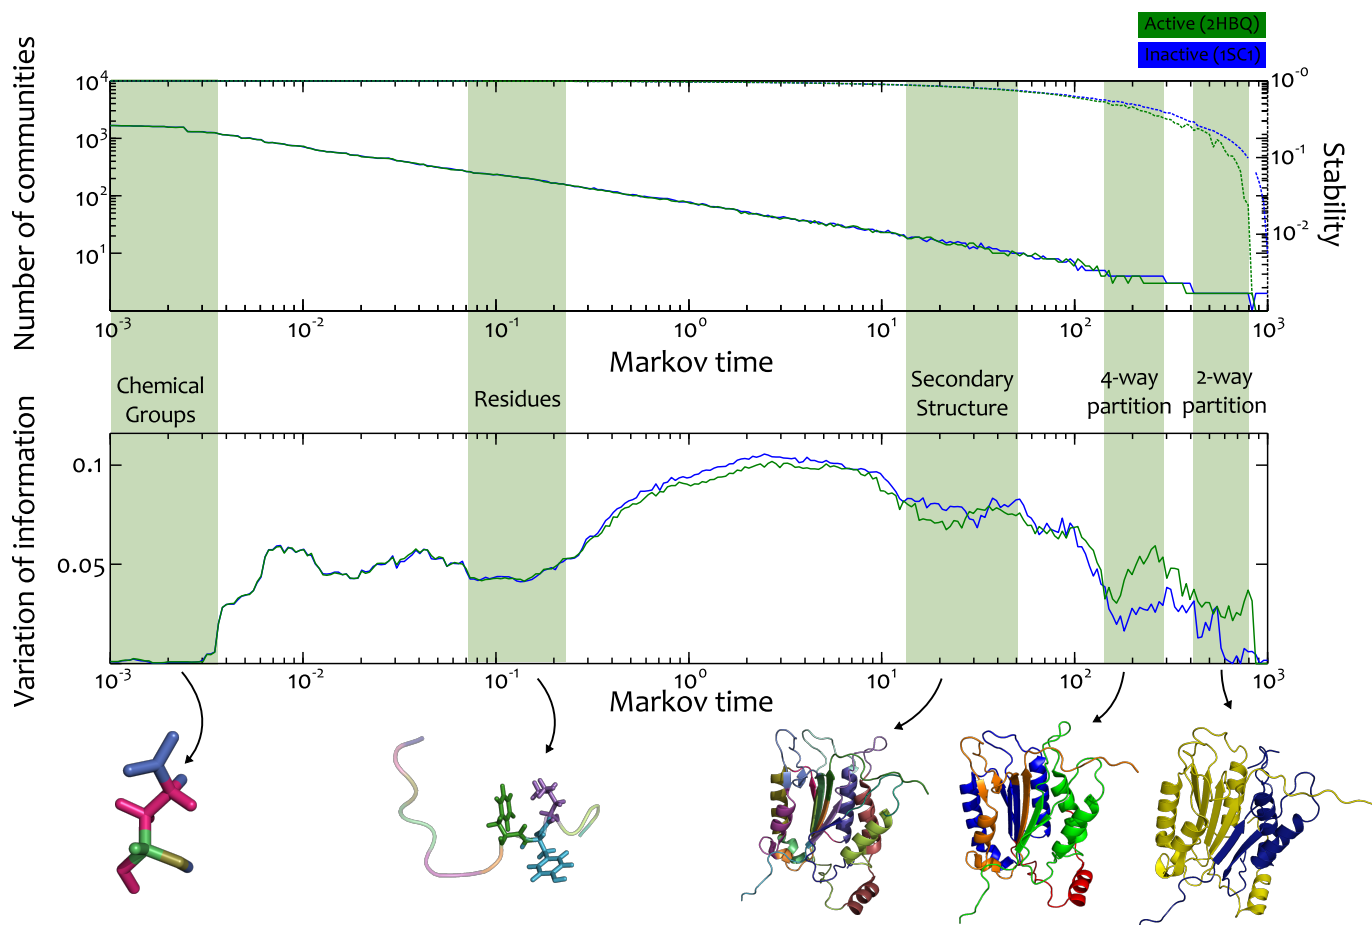 Active (2HBQ)
Inactive (1SC1)
Number of communities
10^4
10^3
10^2
10^1
10^-0
10^-1
10^-2
Stability
10^-3
10^-2
10^-1
10^0
10^1
10^2
10^3
Markov time
Chemical
Groups
Residues
Secondary
Structure
4-way
partition
2-way
partition
Variation of information
0.1
0.05
10^-3
10^-2
10^-1
10^0
10^1
10^2
10^3
Markov time